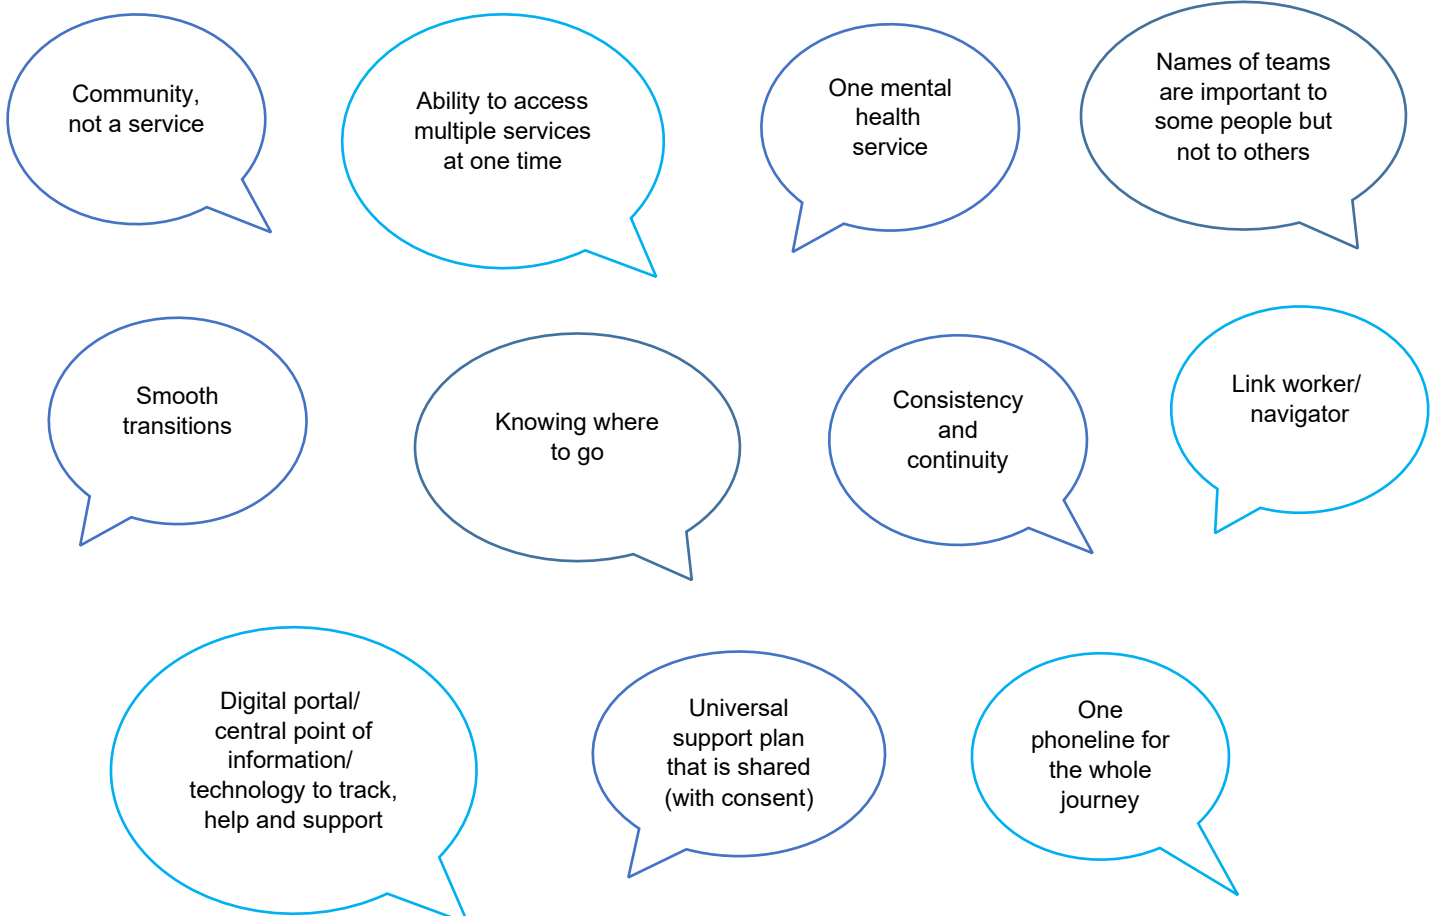 Community,
not a service
Ability to access
multiple services
at one time
One mental
health
service
Names of teams
are important to
some people but
not to others
Smooth
transitions
Knowing where
to go
Consistency
and
continuity
Link worker/
navigator
Digital portal/
central point of
information/
technology to track,
help and support
Universal
support plan
that is shared
(with consent)
One
phoneline for
the whole
journey